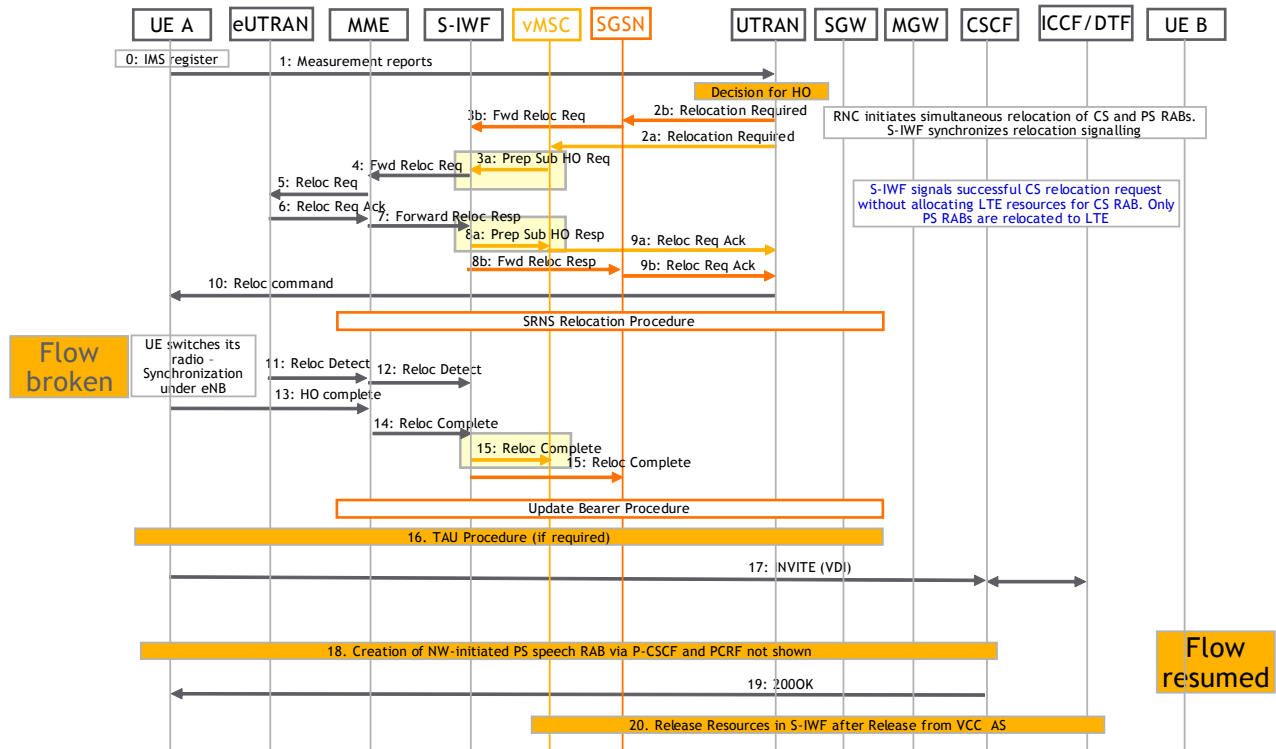 UE A
eUTRAN
MME
S-IWF
vMSC
SGSN
UTRAN
SGW
MGW
CSCF
ICCF/DTF
UE B
0: IMS register
1: Measurement reports
Decision for HO
3b: Fwd Reloc Req
2b: Relocation Required
RNC initiates simultaneous relocation of CS and PS RABs.
S-IWF synchronizes relocation signalling
2a: Relocation Required
3a: Prep Sub HO Req
4: Fwd Reloc Req
5: Reloc Req
S-IWF signals successful CS relocation request
without allocating LTE resources for CS RAB. Only
PS RABs are relocated to LTE
6: Reloc Req Ack
7: Forward Reloc Resp
8a: Prep Sub HO Resp
9a: Reloc Req Ack
8b: Fwd Reloc Resp
9b: Reloc Req Ack
10: Reloc command
SRNS Relocation Procedure
Flow
broken
UE switches its
radio –
Synchronization
under eNB
11: Reloc Detect
12: Reloc Detect
13: HO complete
14: Reloc Complete
15: Reloc Complete
15: Reloc Complete
Update Bearer Procedure
16. TAU Procedure (if required)
17: INVITE (VDI)
18. Creation of NW-initiated PS speech RAB via P-CSCF and PCRF not shown
Flow
resumed
19: 200OK
20. Release Resources in S-IWF after Release from VCC AS